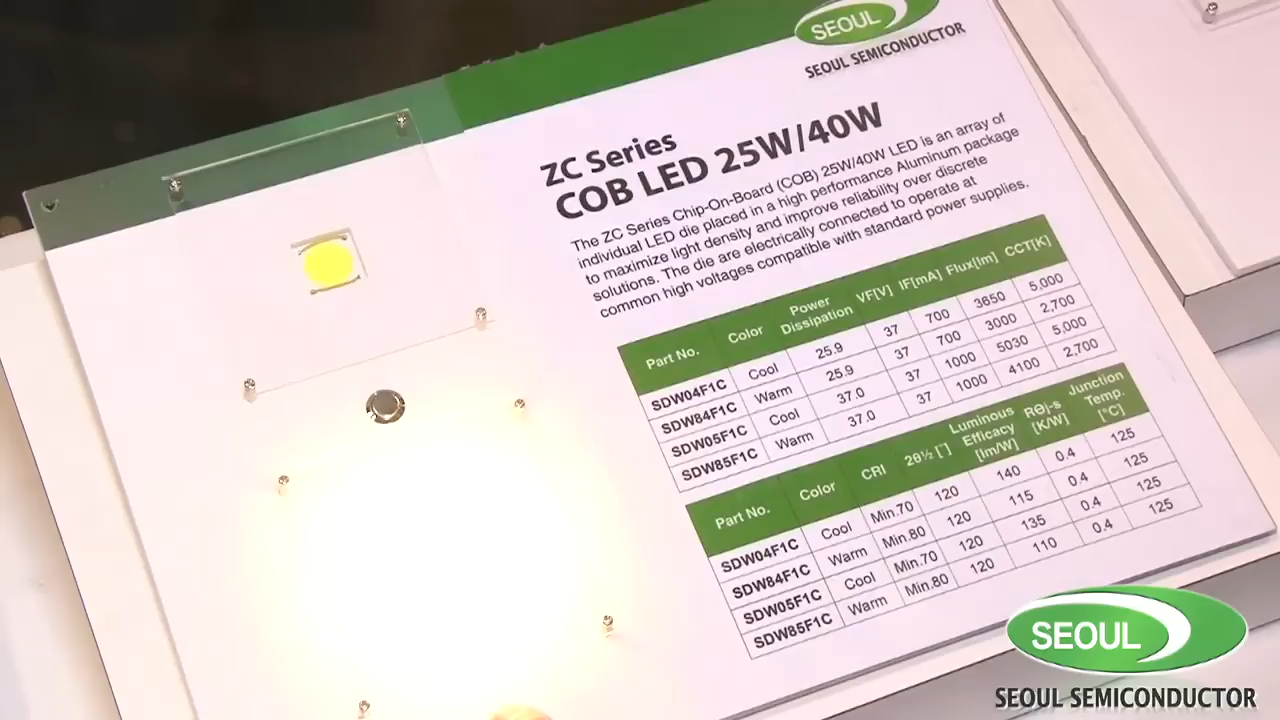 SEOUL
SEOUL SEMICONDUCTOR
ZC Series
COB LED 25W/40W
The ZC Series Chip-On-Board (COB) 25W/40W LED is an array of
individual LED die placed in a high performance Aluminum package
to maximize light density and improve reliability over discrete
solutions. The die are electrically connected to operate at
common high voltages compatible with standard power supplies.
Part No. Color Power Dissipation VF[V] IF[mA] Flux[lm] CCT[K]
SDW04F1C Cool 25.9 37 700 3650 5,000
SDW84F1C Warm 25.9 37 700 3000 2,700
SDW05F1C Cool 37.0 37 1000 5030 5,000
SDW85F1C Warm 37.0 37 1000 4100 2,700
Part No. Color CRI 2θ½ [˚] Luminous Efficacy [lm/W] RΘj-s [K/W] Junction Temp. [°C]
SDW04F1C Cool Min.70 120 140 0.4 125
SDW84F1C Warm Min.80 120 115 0.4 125
SDW05F1C Cool Min.70 120 135 0.4 125
SDW85F1C Warm Min.80 120 110 0.4 125
SEOUL
SEOUL SEMICONDUCTOR